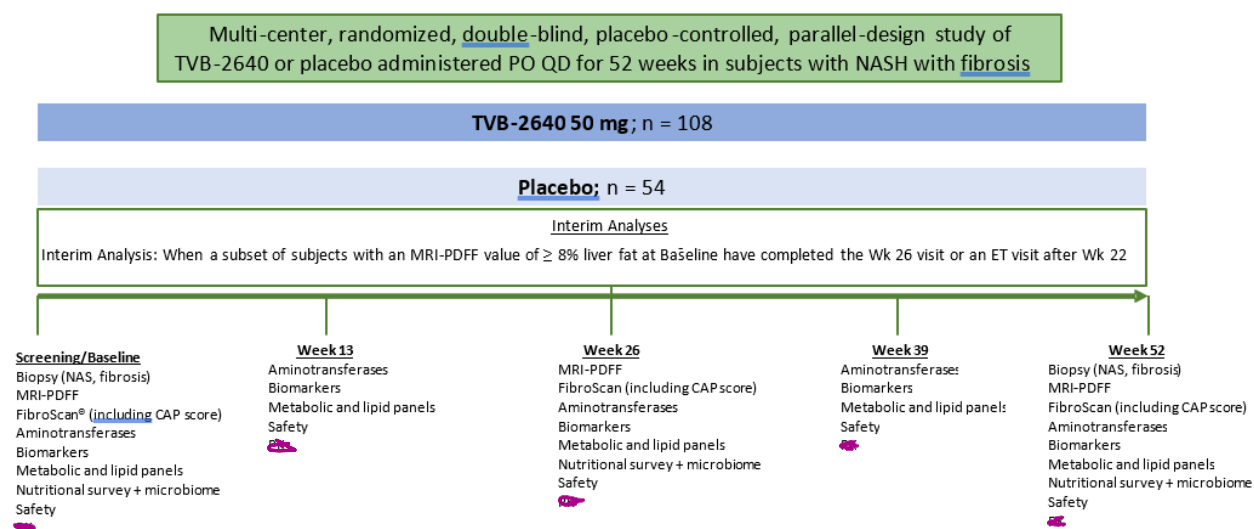 Multi-center, randomized, double-blind, placebo-controlled, parallel-design study of
TVB-2640 or placebo administered PO QD for 52 weeks in subjects with NASH with fibrosis
TVB-2640 50 mg; n = 108
Placebo; n = 54
Interim Analyses
Interim Analysis: When a subset of subjects with an MRI-PDFF value of ≥ 8% liver fat at Baseline have completed the Wk 26 visit or an ET visit after Wk 22
Screening/Baseline
Biopsy (NAS, fibrosis)
MRI-PDFF
FibroScan® (including CAP score)
Aminotransferases
Biomarkers
Metabolic and lipid panels
Nutritional survey + microbiome
Safety
Week 13
Aminotransferases
Biomarkers
Metabolic and lipid panels
Safety
Week 26
MRI-PDFF
FibroScan (including CAP score)
Aminotransferases
Biomarkers
Metabolic and lipid panels
Nutritional survey + microbiome
Safety
Week 39
Aminotransferases
Biomarkers
Metabolic and lipid panels
Safety
Week 52
Biopsy (NAS, fibrosis)
MRI-PDFF
FibroScan (including CAP score)
Aminotransferases
Biomarkers
Metabolic and lipid panels
Nutritional survey + microbiome
Safety